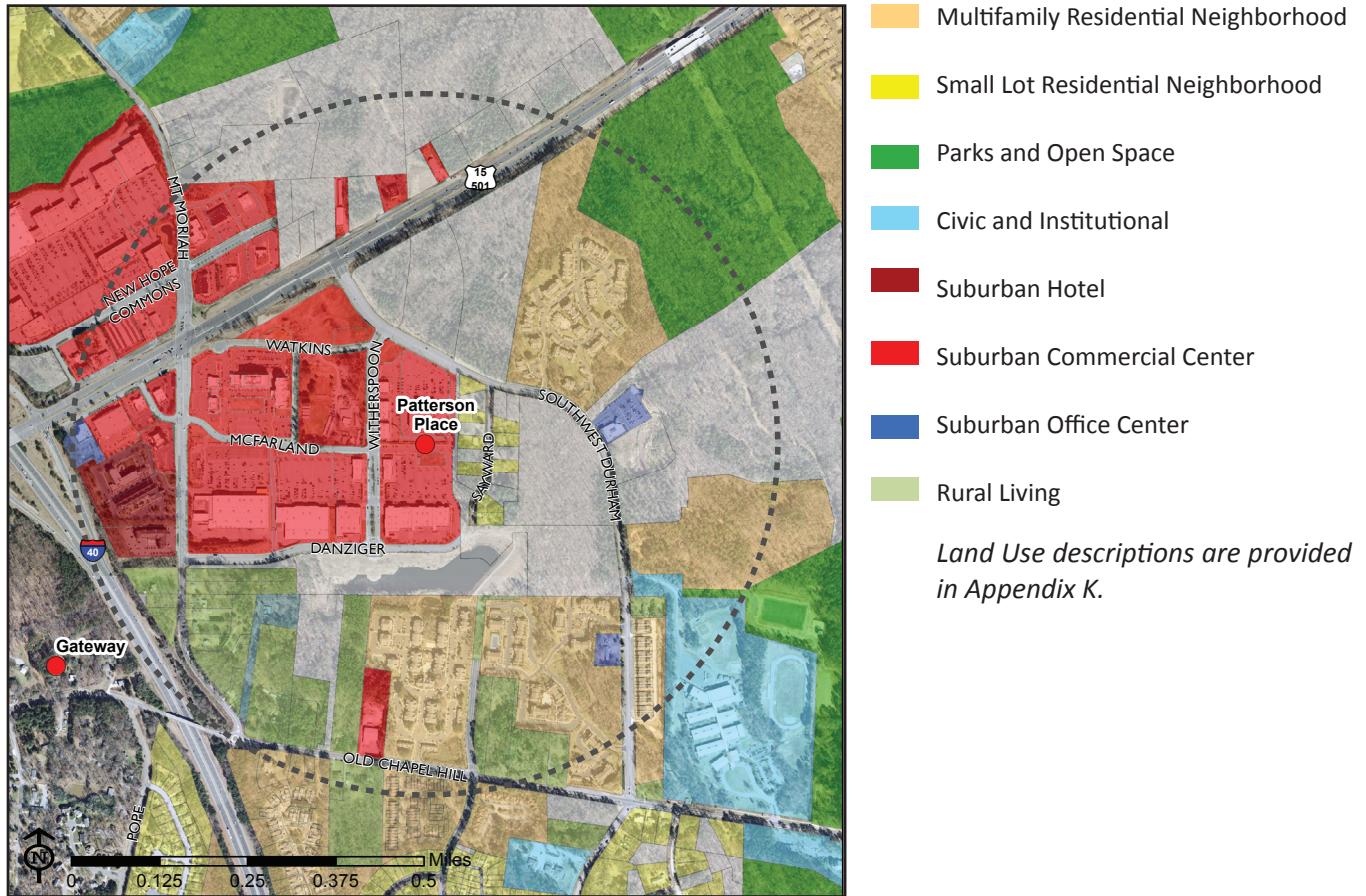 MT MORIAH
15
501
NEW HOPE
COMMONS
WATKINS
WITHERSPOON
Patterson
Place
MCFARLAND
SAYWARD
SOUTHWEST DURHAM
DANZIGER
40
Gateway
OLD CHAPEL HILL
POPE
N
Miles
0
0.125
0.25
0.375
0.5
Multifamily Residential Neighborhood
Small Lot Residential Neighborhood
Parks and Open Space
Civic and Institutional
Suburban Hotel
Suburban Commercial Center
Suburban Office Center
Rural Living
Land Use descriptions are provided
in Appendix K.